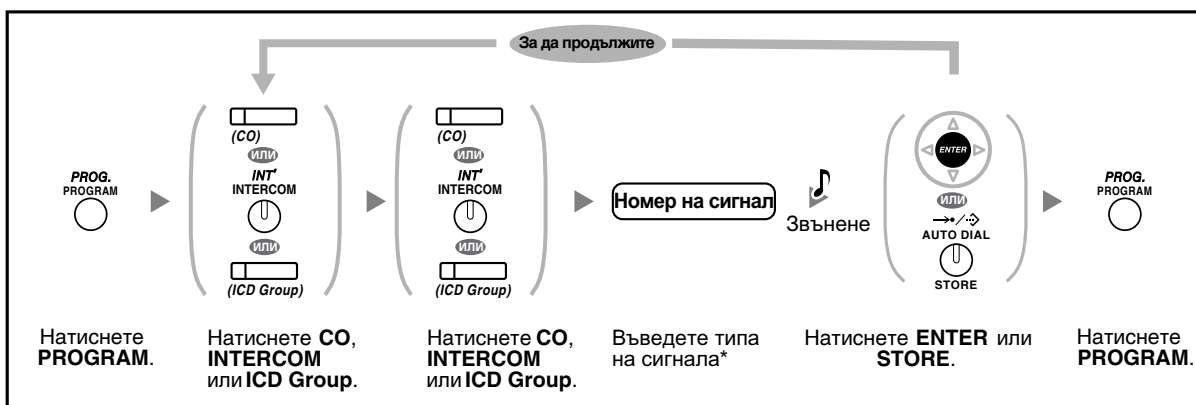 За да продължите
PROG.
PROGRAM
(CO)
или
INT'
INTERCOM
или
(ICD Group)
(CO)
или
INT'
INTERCOM
или
(ICD Group)
Номер на сигнал
Звънене
ENTER
или
AUTO DIAL
STORE
PROG.
PROGRAM
Натиснете
PROGRAM.
Натиснете CO,
INTERCOM
или ICD Group.
Натиснете CO,
INTERCOM
или ICD Group.
Въведете типа
на сигнала*
Натиснете ENTER или
STORE.
Натиснете
PROGRAM.